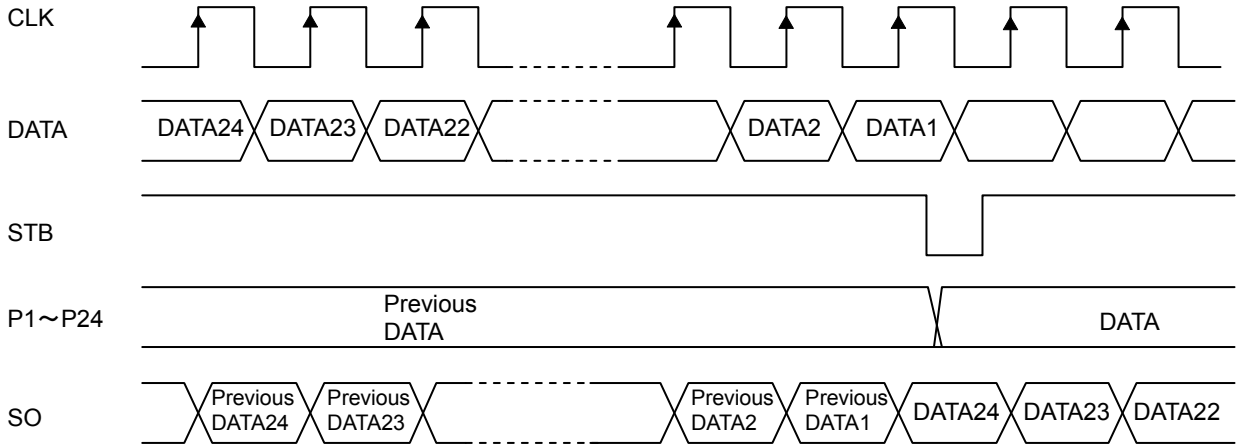 CLK
DATA
DATA24 DATA23 DATA22 DATA2 DATA1
STB
P1～P24
Previous
DATA
DATA
SO
Previous
DATA24
Previous
DATA23
Previous
DATA2
Previous
DATA1
DATA24 DATA23 DATA22